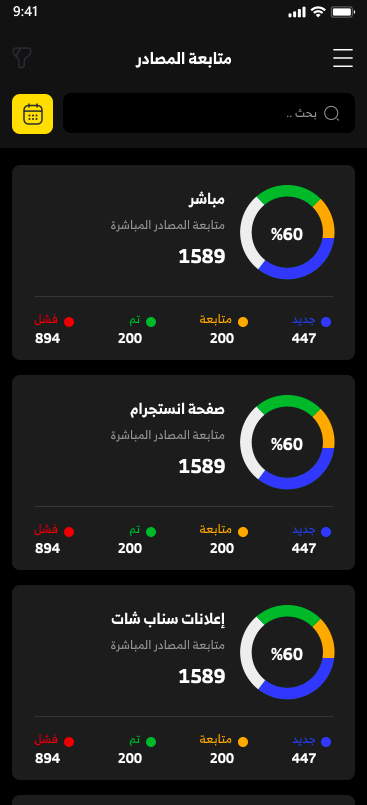 9:41
متابعة المصادر
بحث ..
مباشر
متابعة المصادر المباشرة
1589
%60
جديد متابعة تم فشل
447 200 200 894
صفحة انستجرام
متابعة المصادر المباشرة
1589
%60
جديد متابعة تم فشل
447 200 200 894
إعلانات سناب شات
متابعة المصادر المباشرة
1589
%60
جديد متابعة تم فشل
447 200 200 894